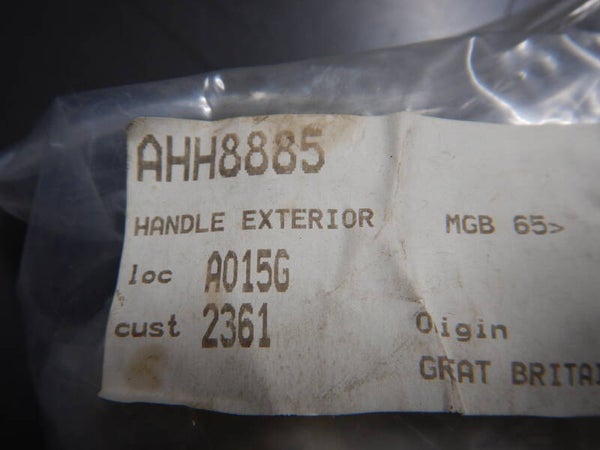 AHH8885
HANDLE EXTERIOR MGB 65>
loc A015G
cust 2361
Oigin
GRAT BRITAI